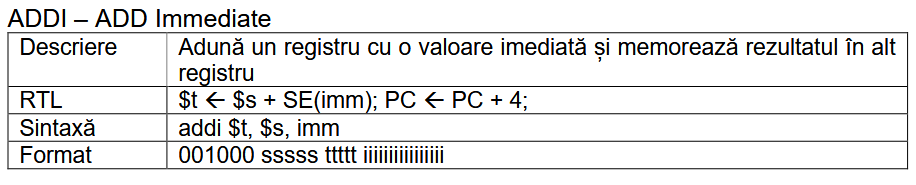 ADDI – ADD Immediate
Descriere Adună un registru cu o valoare imediată și memorează rezultatul în alt
registru
RTL $t ← $s + SE(imm); PC ← PC + 4;
Sintaxă addi $t, $s, imm
Format 001000 sssss ttttt iiiiiiiiiiiiiiii